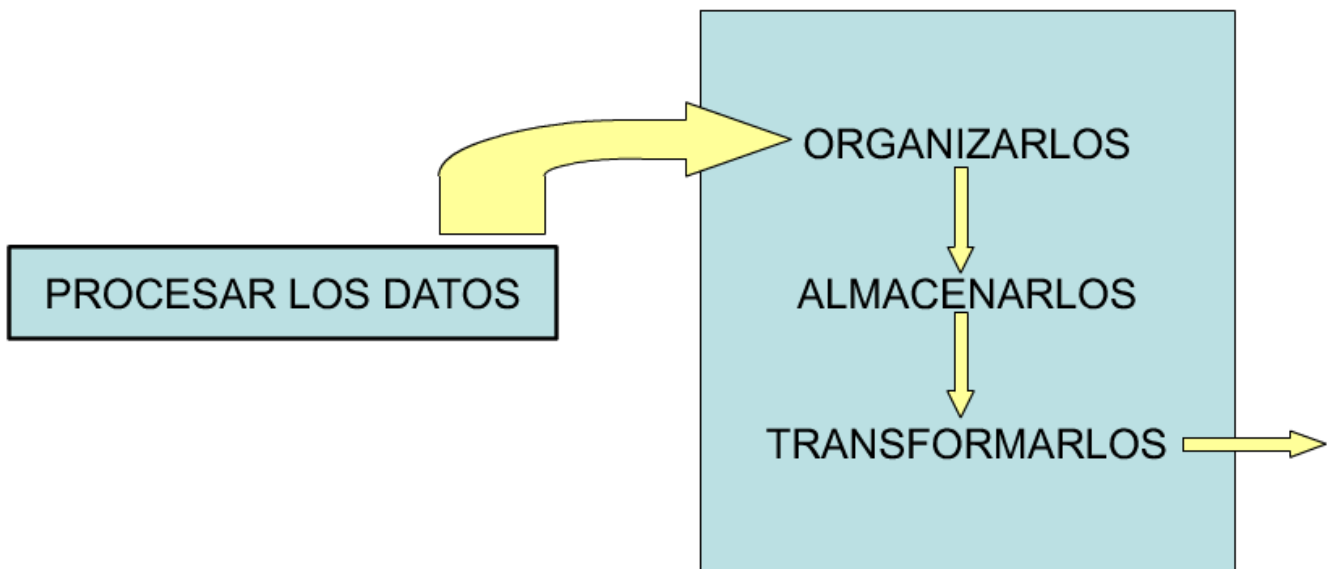 ORGANIZARLOS
PROCESAR LOS DATOS
ALMACENARLOS
TRANSFORMARLOS